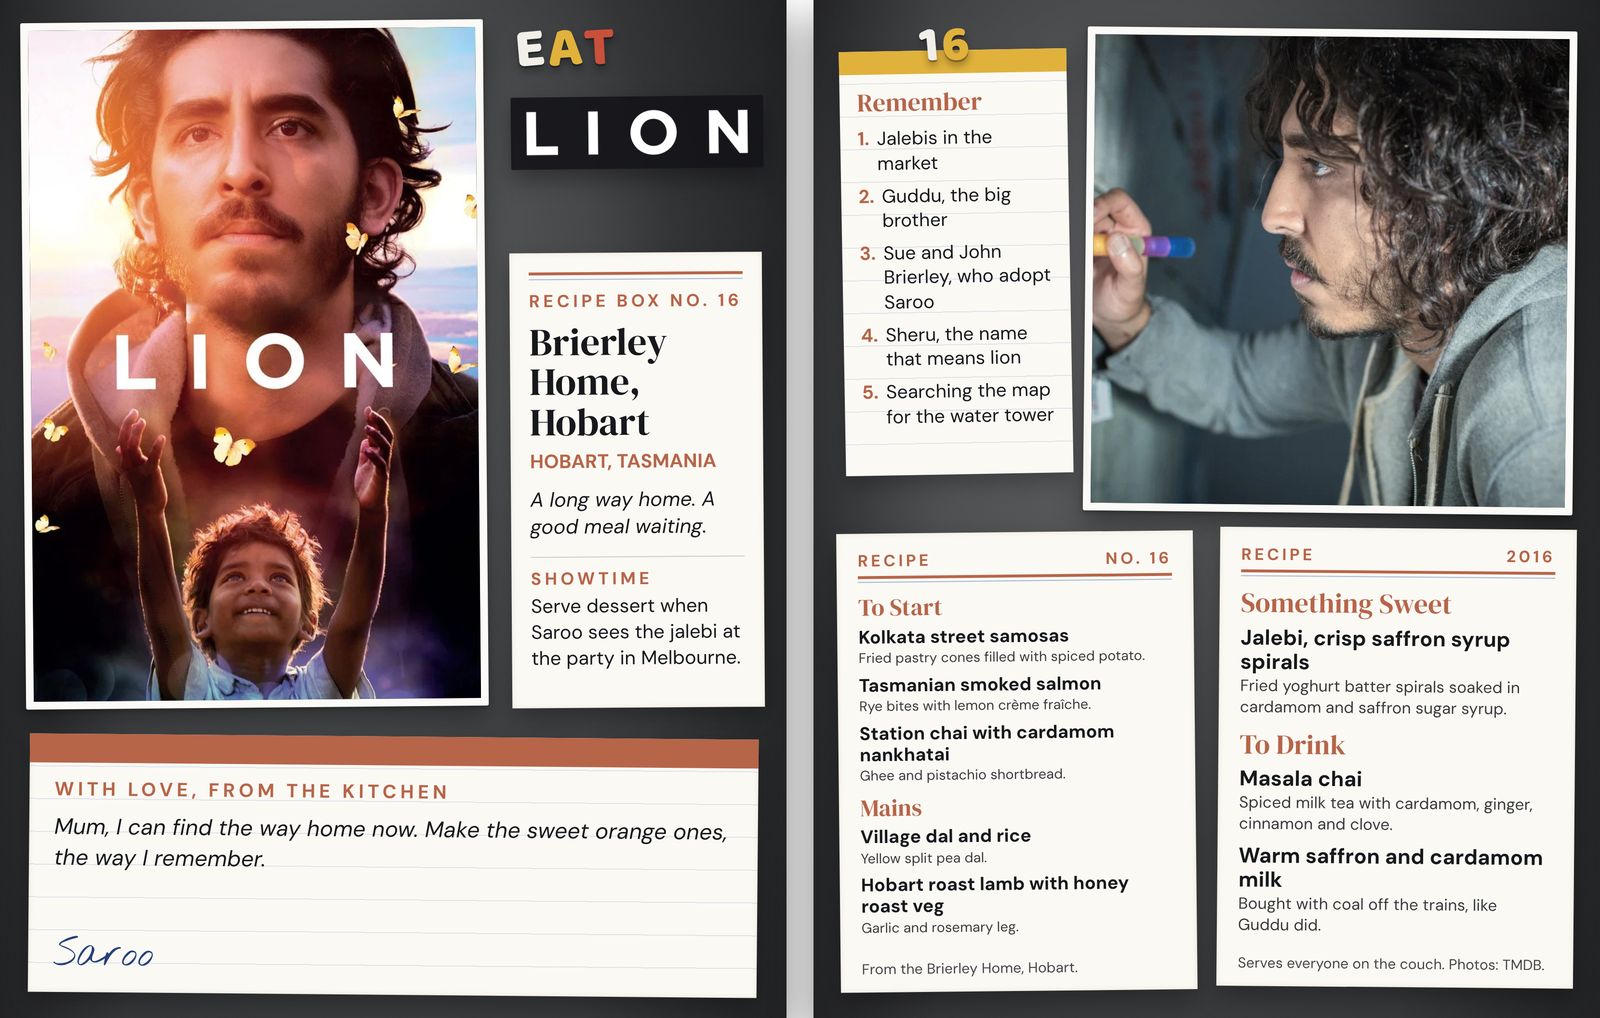 EAT
LION
LION
RECIPE BOX NO. 16
Brierley
Home,
Hobart
HOBART, TASMANIA
A long way home. A
good meal waiting.
SHOWTIME
Serve dessert when
Saroo sees the jalebi at
the party in Melbourne.
WITH LOVE, FROM THE KITCHEN
Mum, I can find the way home now. Make the sweet orange ones,
the way I remember.
Saroo
16
Remember
1. Jalebis in the
market
2. Guddu, the big
brother
3. Sue and John
Brierley, who adopt
Saroo
4. Sheru, the name
that means lion
5. Searching the map
for the water tower
RECIPE NO. 16
To Start
Kolkata street samosas
Fried pastry cones filled with spiced potato.
Tasmanian smoked salmon
Rye bites with lemon crème fraîche.
Station chai with cardamom
nankhatai
Ghee and pistachio shortbread.
Mains
Village dal and rice
Yellow split pea dal.
Hobart roast lamb with honey
roast veg
Garlic and rosemary leg.
From the Brierley Home, Hobart.
RECIPE 2016
Something Sweet
Jalebi, crisp saffron syrup
spirals
Fried yoghurt batter spirals soaked in
cardamom and saffron sugar syrup.
To Drink
Masala chai
Spiced milk tea with cardamom, ginger,
cinnamon and clove.
Warm saffron and cardamom
milk
Bought with coal off the trains, like
Guddu did.
Serves everyone on the couch. Photos: TMDB.